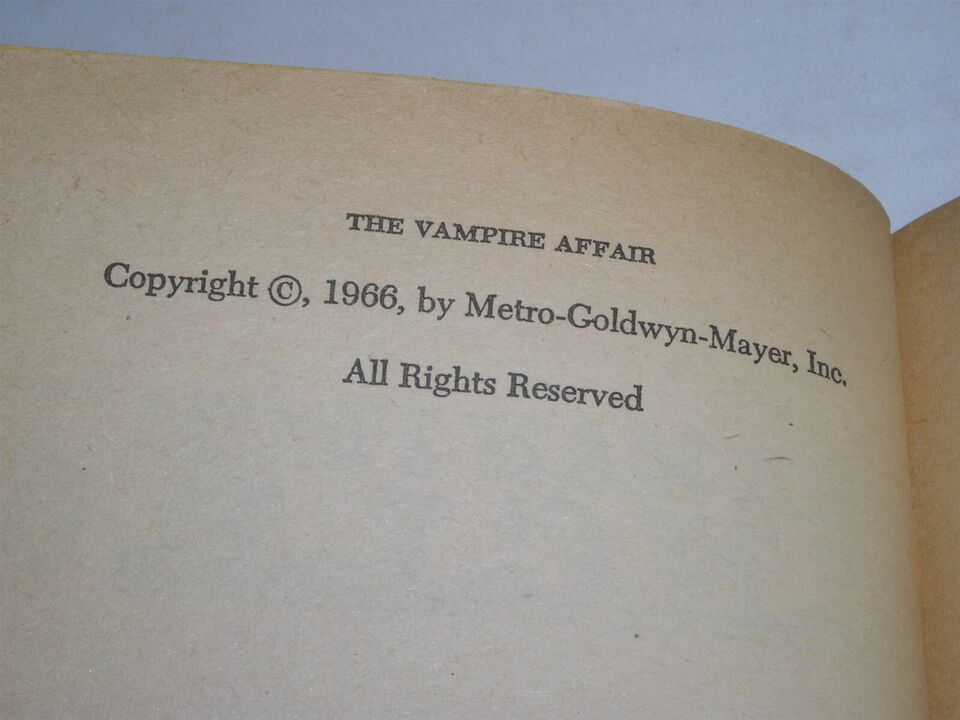 THE VAMPIRE AFFAIR
Copyright ©, 1966, by Metro-Goldwyn-Mayer, Inc.
All Rights Reserved